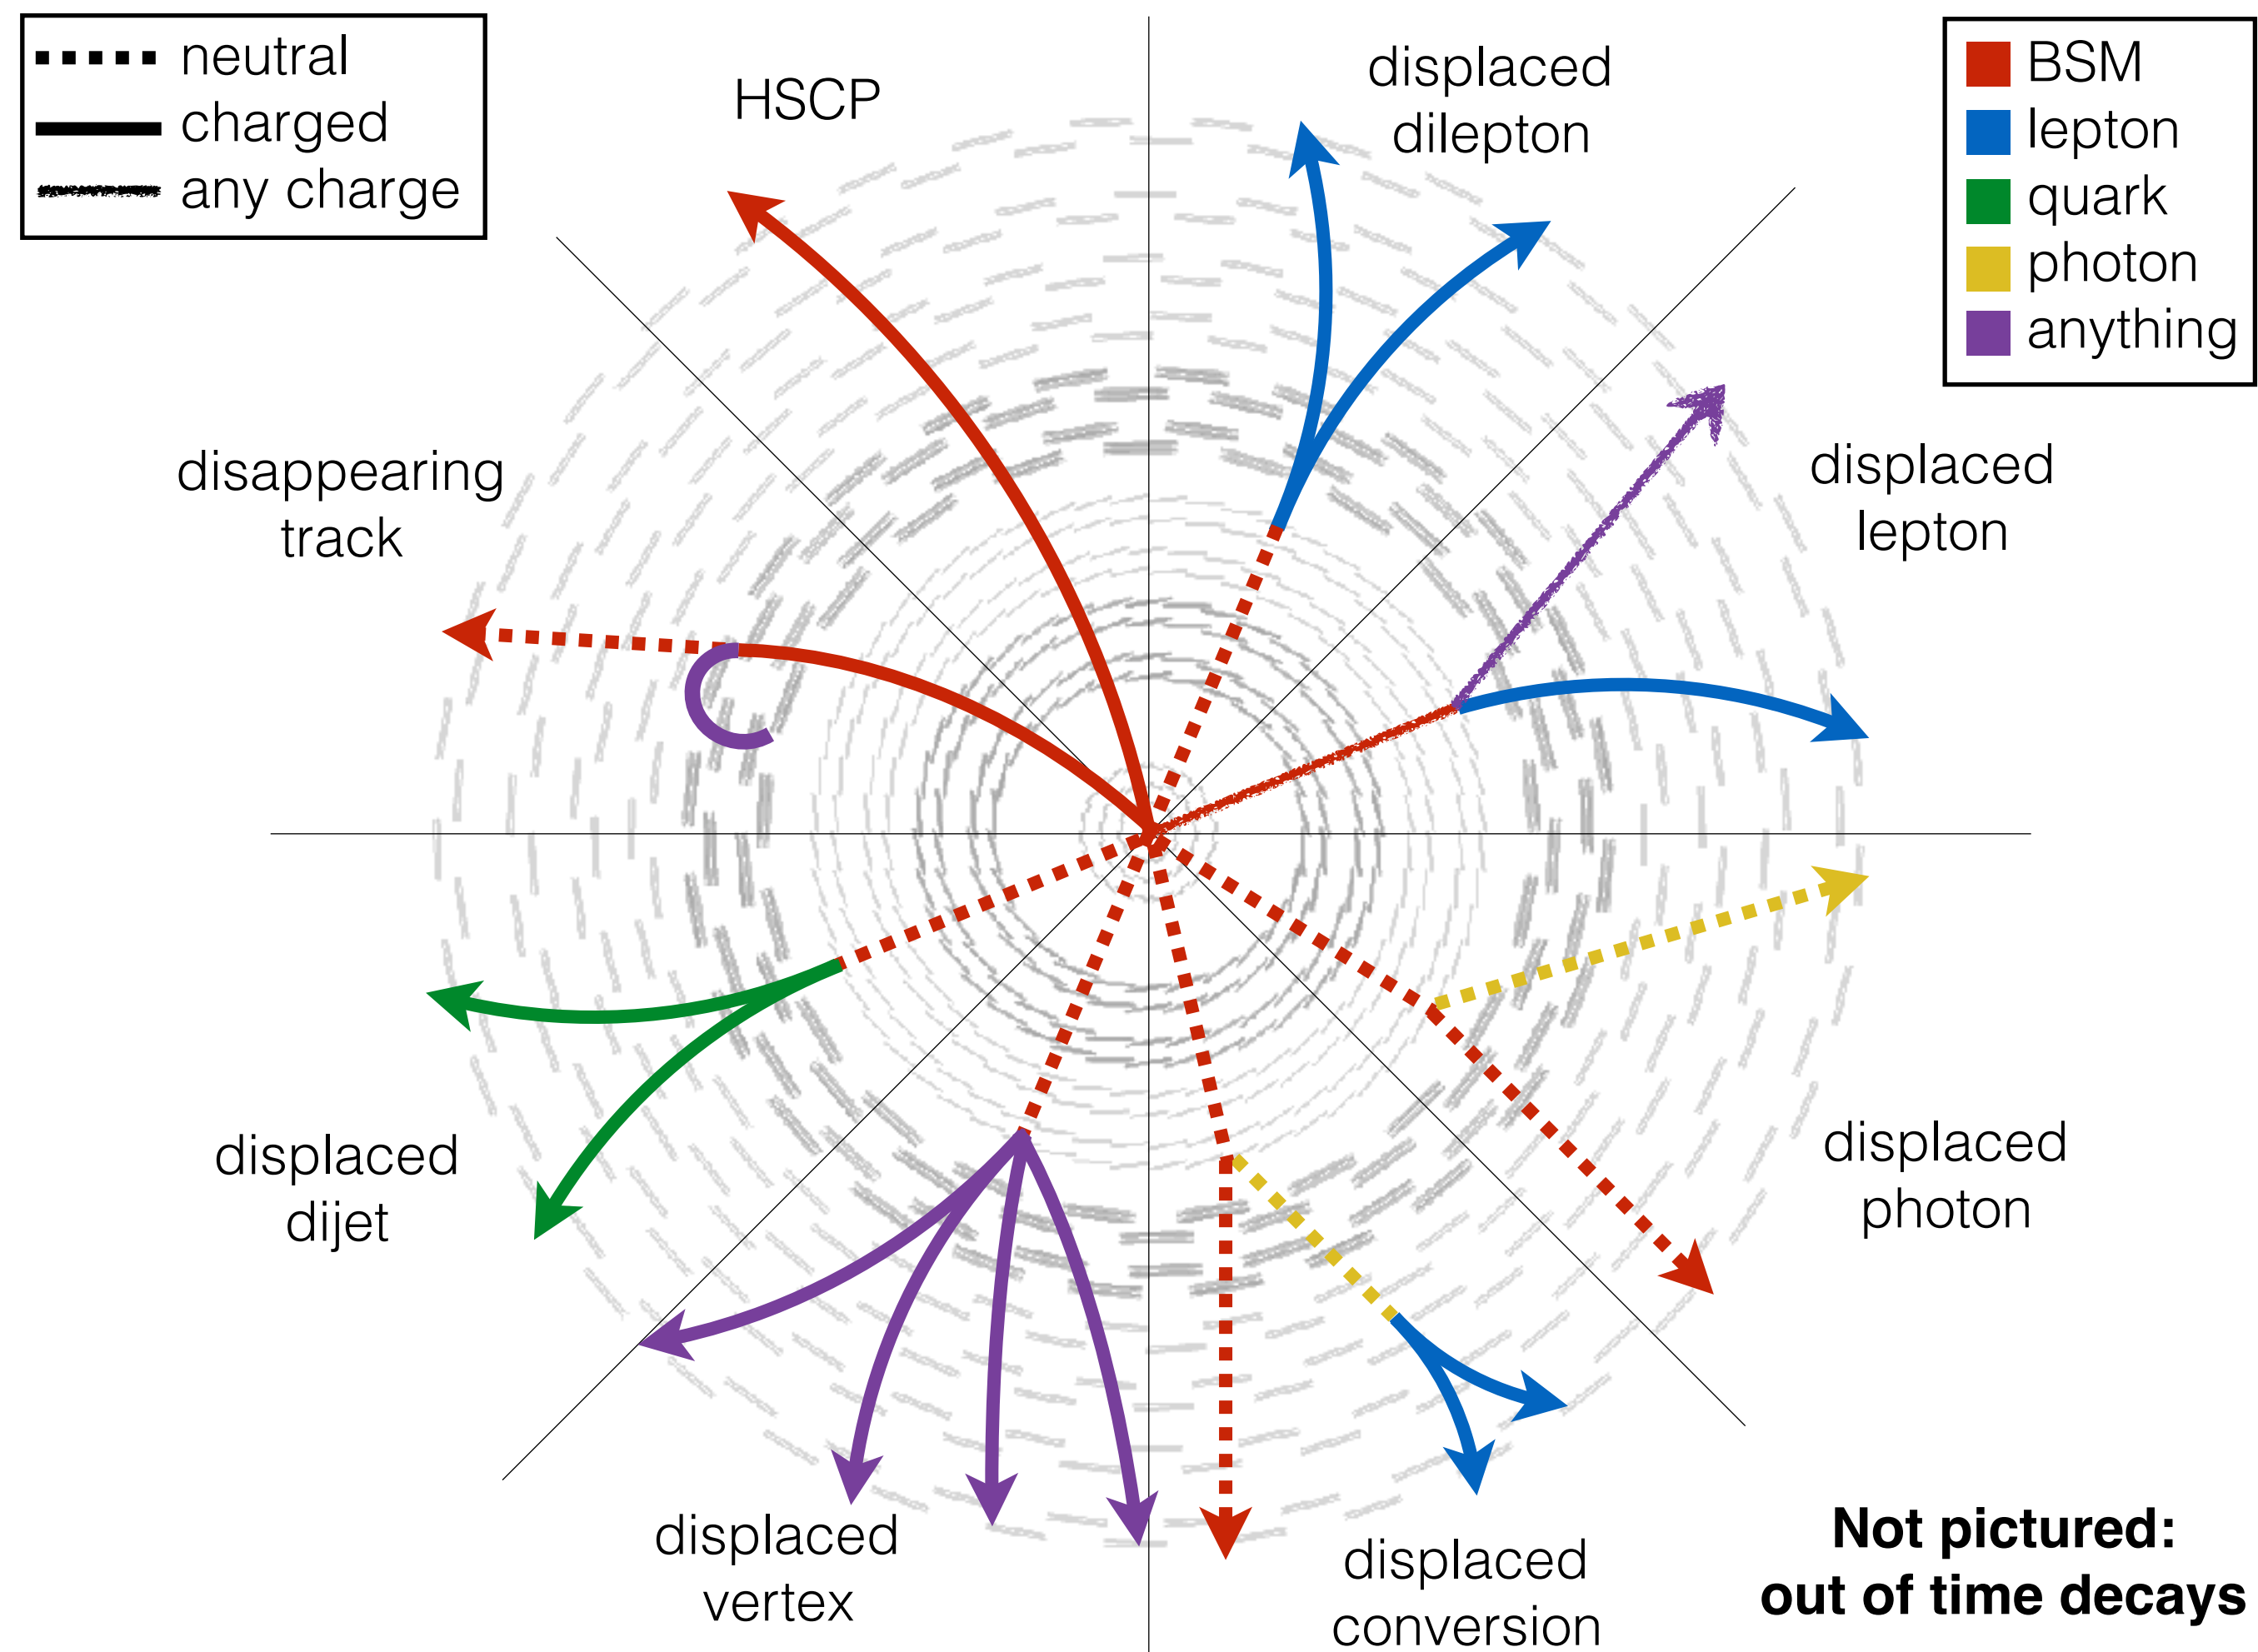 neutral
charged
any charge
HSCP
displaced
dilepton
BSM
lepton
quark
photon
anything
disappearing
track
displaced
lepton
displaced
dijet
displaced
photon
displaced
vertex
displaced
conversion
Not pictured:
out of time decays